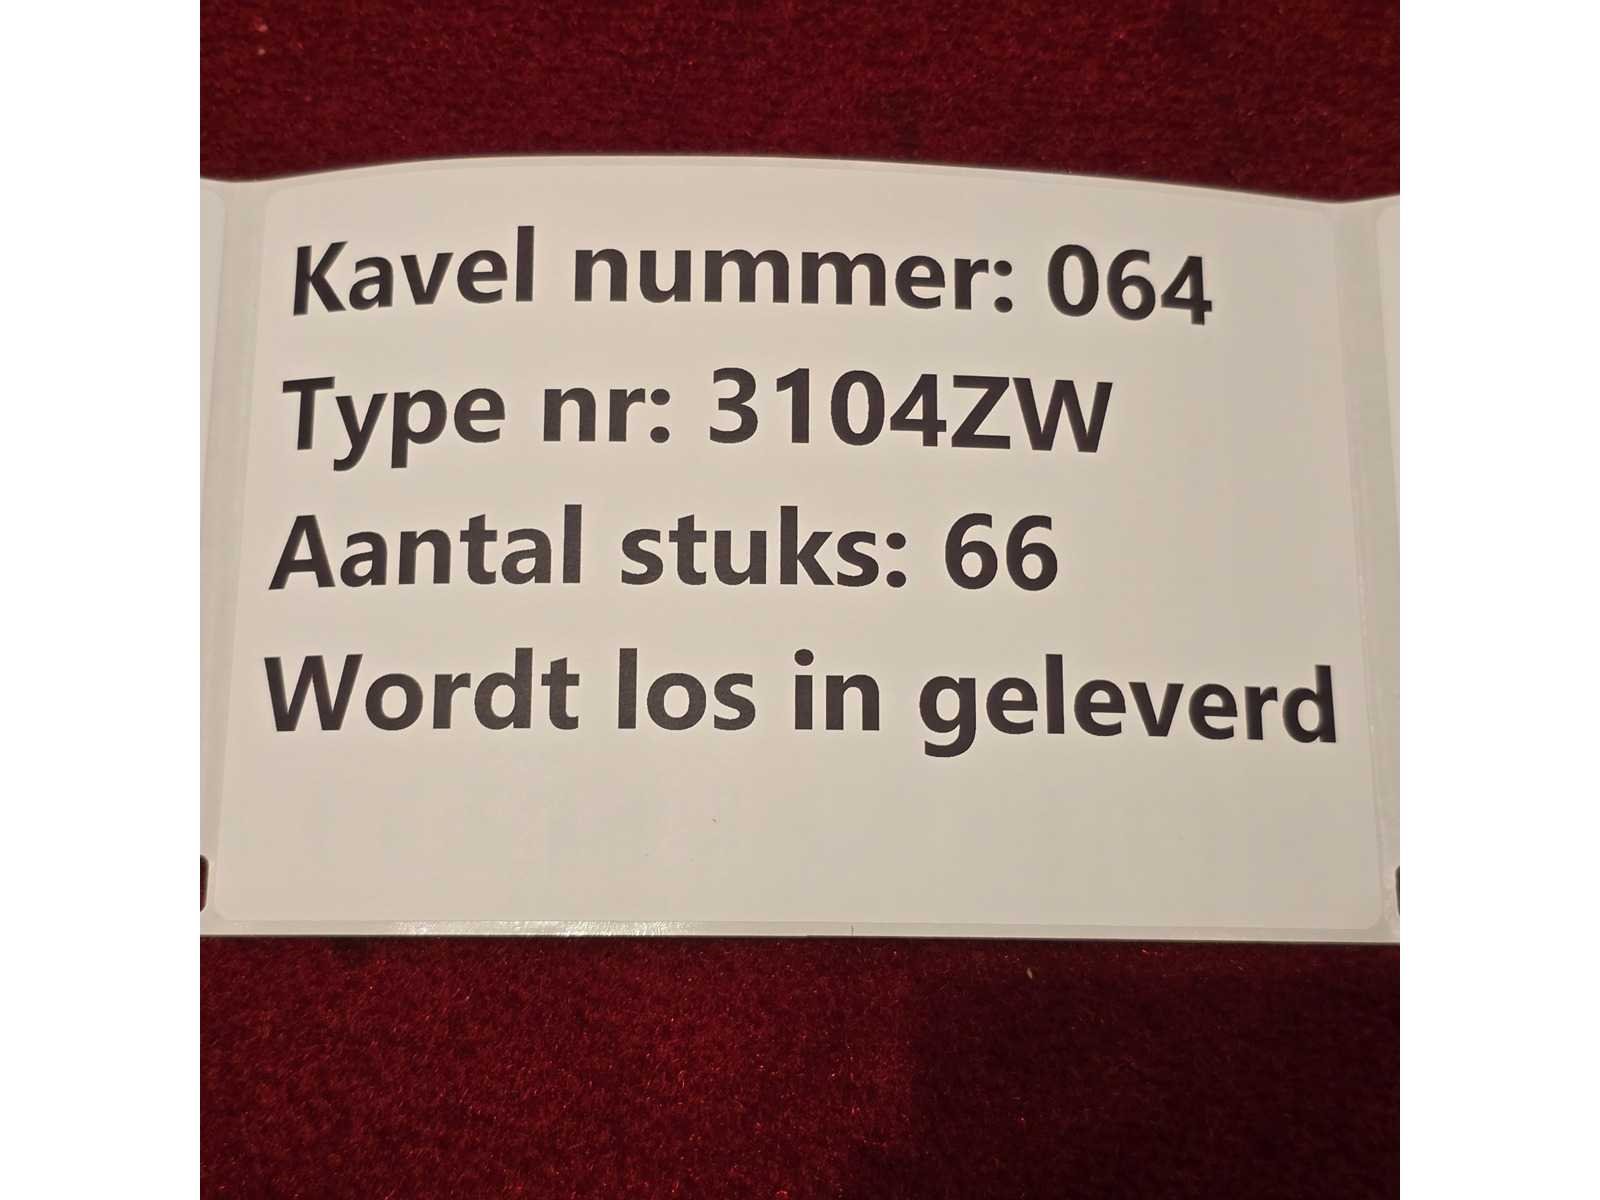 Kavel nummer: 064
Type nr: 3104ZW
Aantal stuks: 66
Wordt los in geleverd